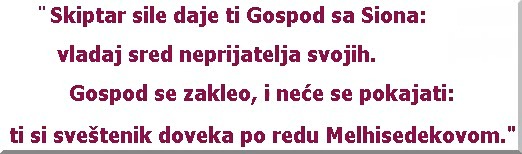 "Skiptar sile daje ti Gospod sa Siona:
vladaj sred neprijatelja svojih.
Gospod se zakleo, i neće se pokajati:
ti si sveštenik doveka po redu Melhisedekovom."